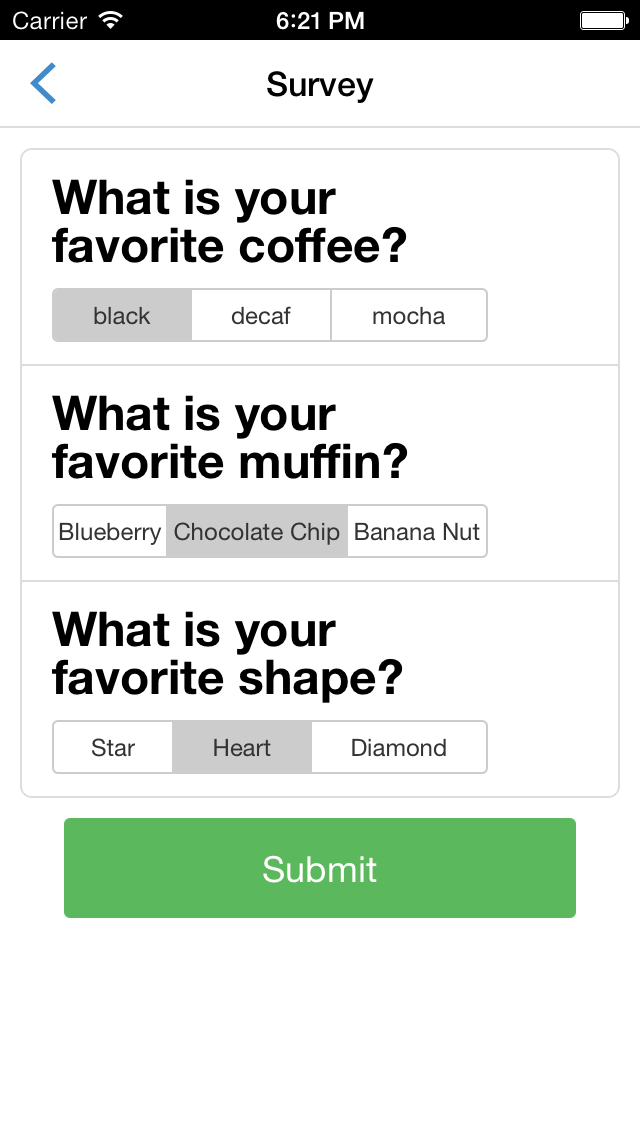 Carrier 6:21 PM
Survey
What is your
favorite coffee?
black decaf mocha
What is your
favorite muffin?
Blueberry Chocolate Chip Banana Nut
What is your
favorite shape?
Star Heart Diamond
Submit